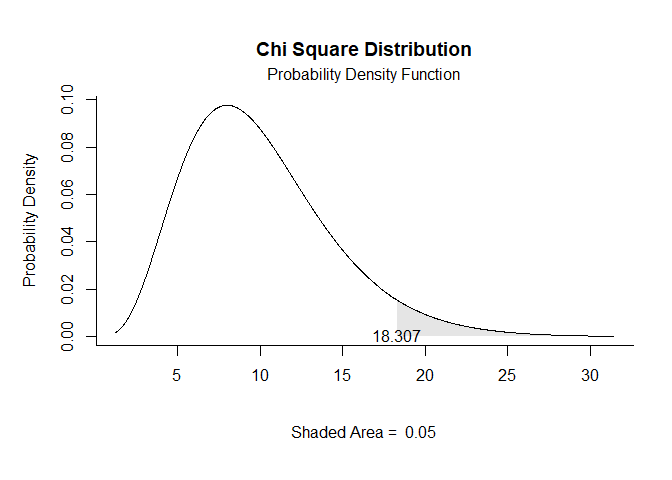 Chi Square Distribution
Probability Density Function
Probability Density
0.10
0.08
0.06
0.04
0.02
0.00
18.307
5 10 15 20 25 30
Shaded Area = 0.05